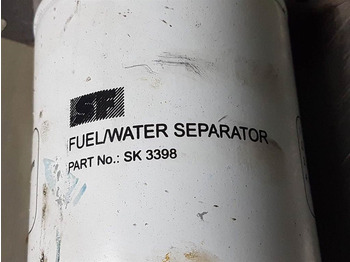 SF
FUEL/WATER SEPARATOR
PART No.: SK 3398